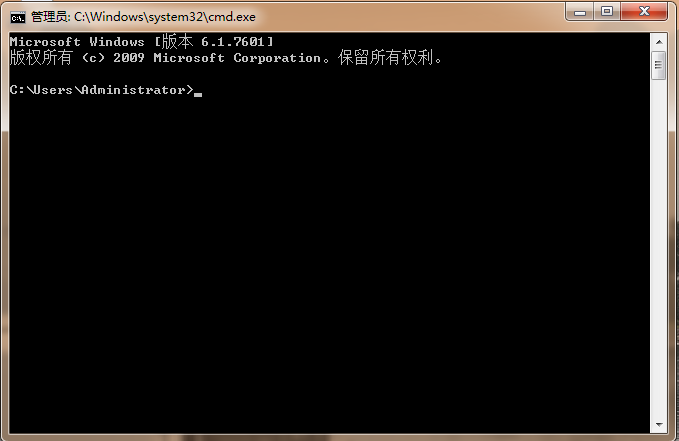 管理员: C:\Windows\system32\cmd.exe
Microsoft Windows [版本 6.1.7601]
版权所有 (c) 2009 Microsoft Corporation。保留所有权利。
C:\Users\Administrator>_